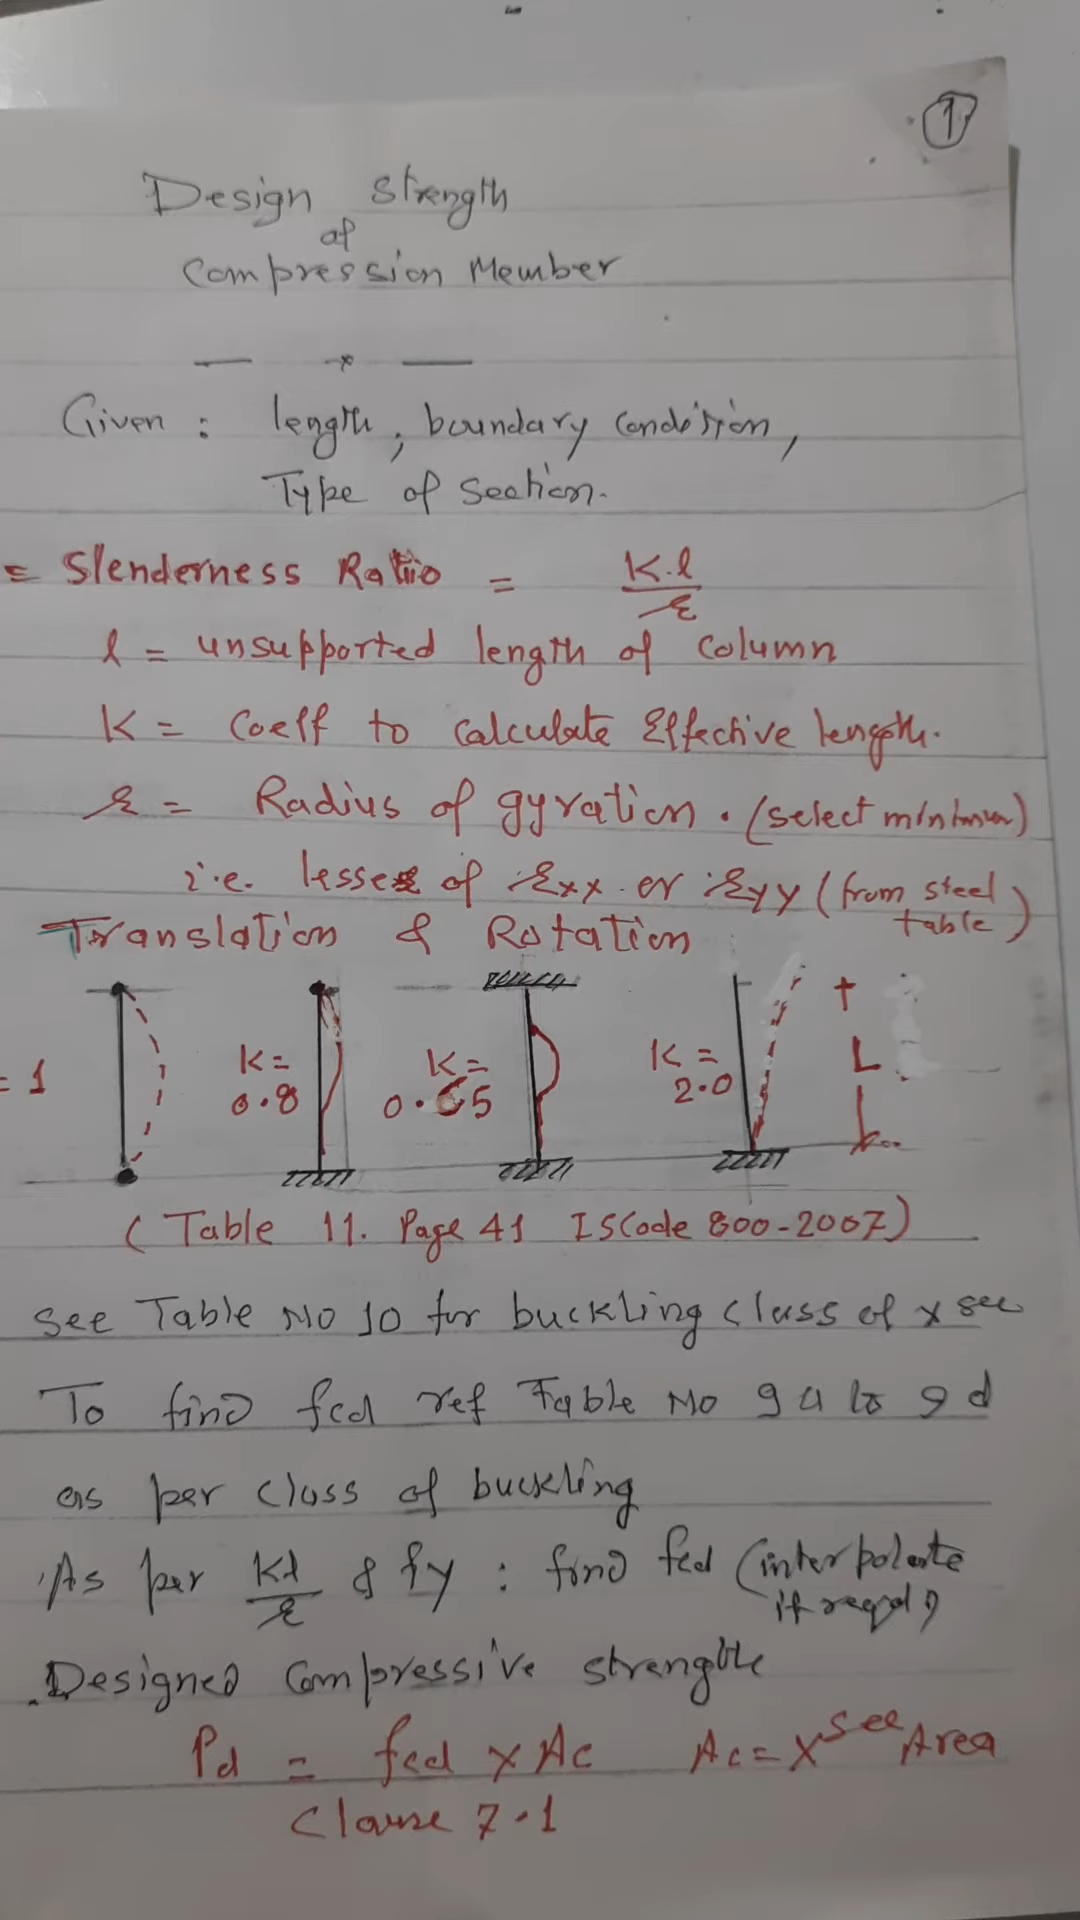 1
Design Strength
of
Compression Member
Given : length, boundary Condition,
Type of Section.
= Slenderness Ratio = K.l/r
l = unsupported length of Column
K = Coeff to Calculate Effective length.
r = Radius of gyration. (select minimum)
i.e. lesser of rxx or ryy (from steel table)
Translation & Rotation
= 1 K= 0.8 K= 0.65 K= 2.0
(Table 11. Page 41 IS Code 800-2007)
See Table No 10 for buckling class of x sec
To find fcd ref Table No 9a to 9d
as per class of buckling
As per Kl/r & fy : find fcd (interpolate if reqd)
Designed Compressive strength
Pd = fcd x Ac Ac = x sec Area
Clause 7.1